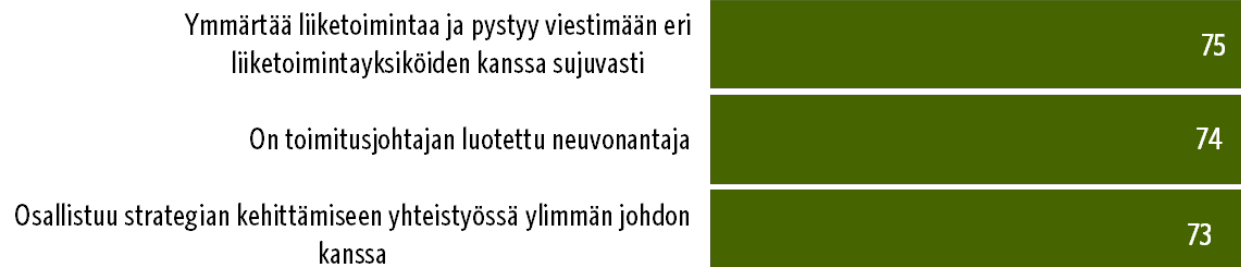 Ymmärtää liiketoimintaa ja pystyy viestimään eri
liiketoimintayksiköiden kanssa sujuvasti
75
On toimitusjohtajan luotettu neuvonantaja
74
Osallistuu strategian kehittämiseen yhteistyössä ylimmän johdon
kanssa
73